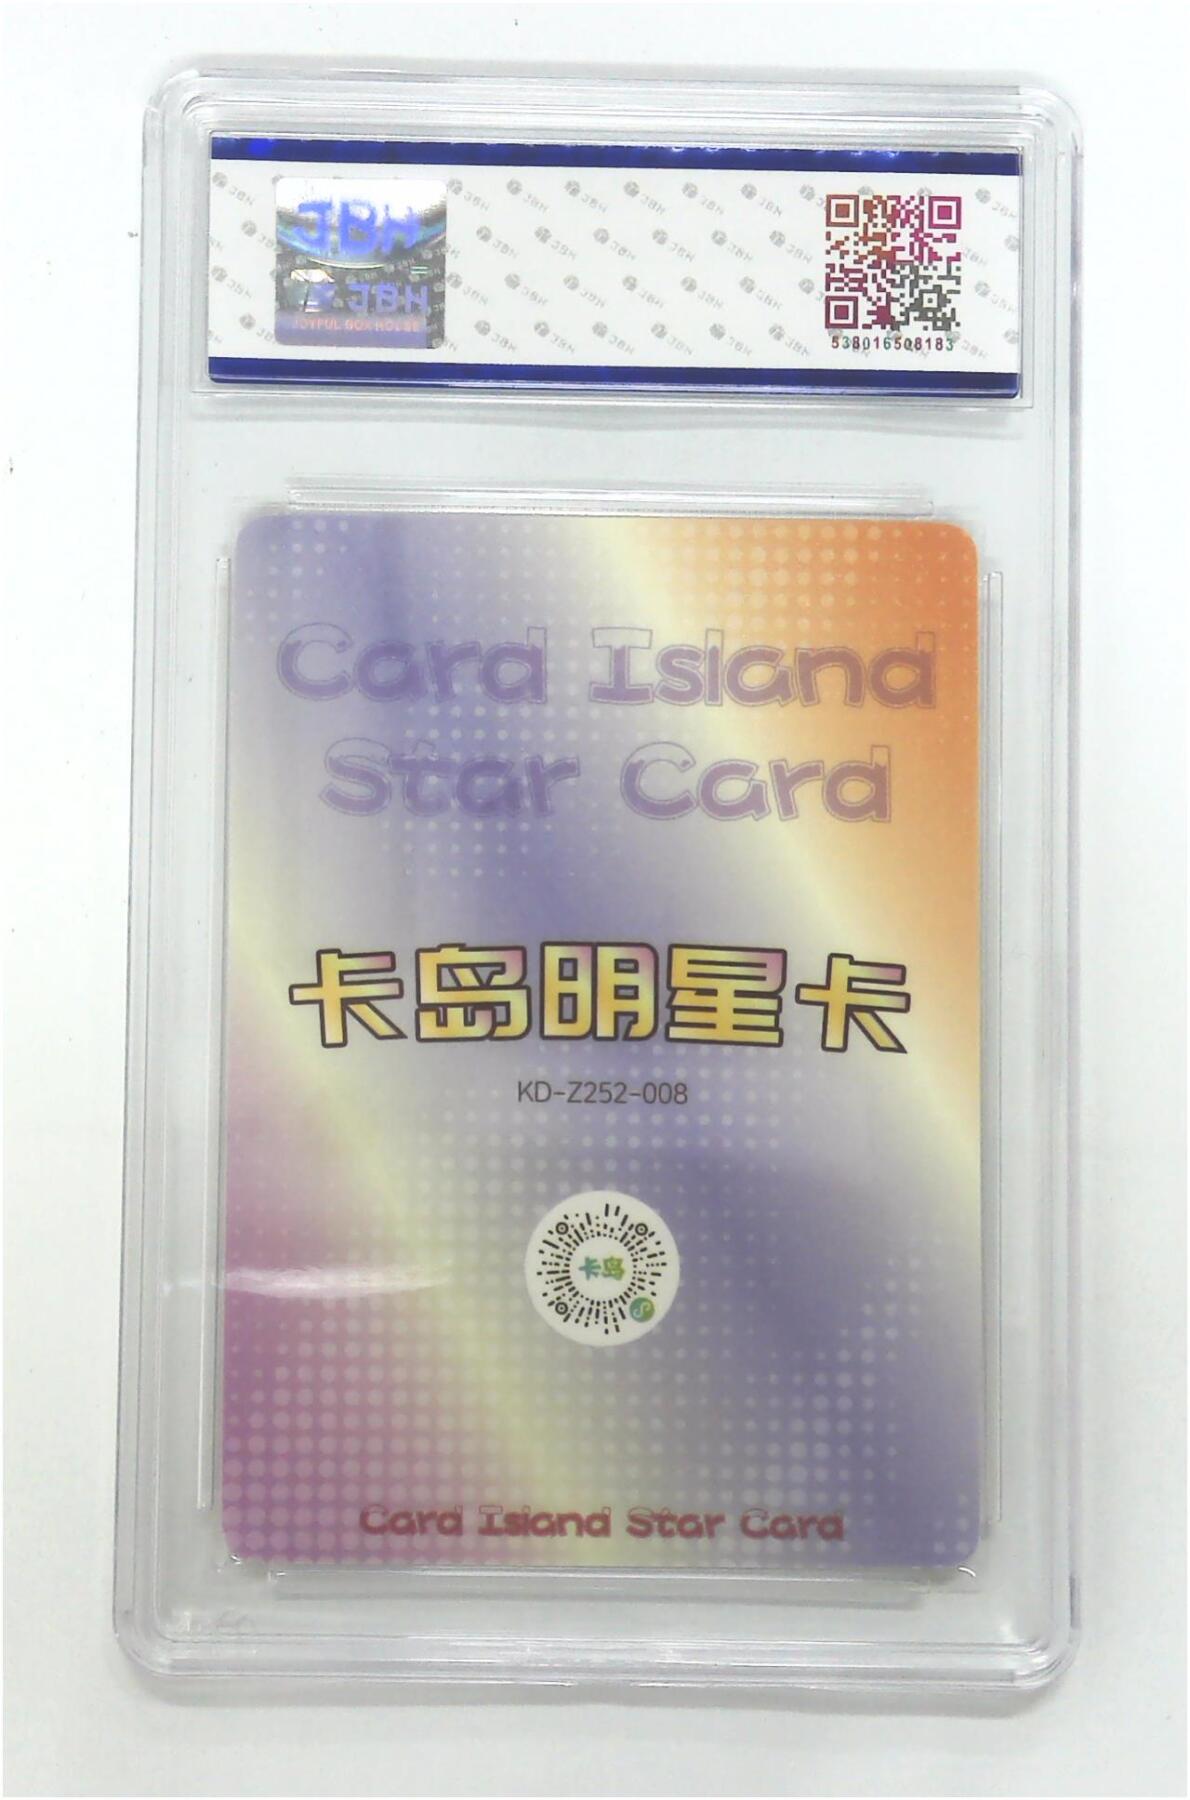 JBH
JBH
JOYFUL BOX HOUSE
538016508183
Card Island
Star Card
卡岛明星卡
KD-Z252-008
卡岛
Card Island Star Card